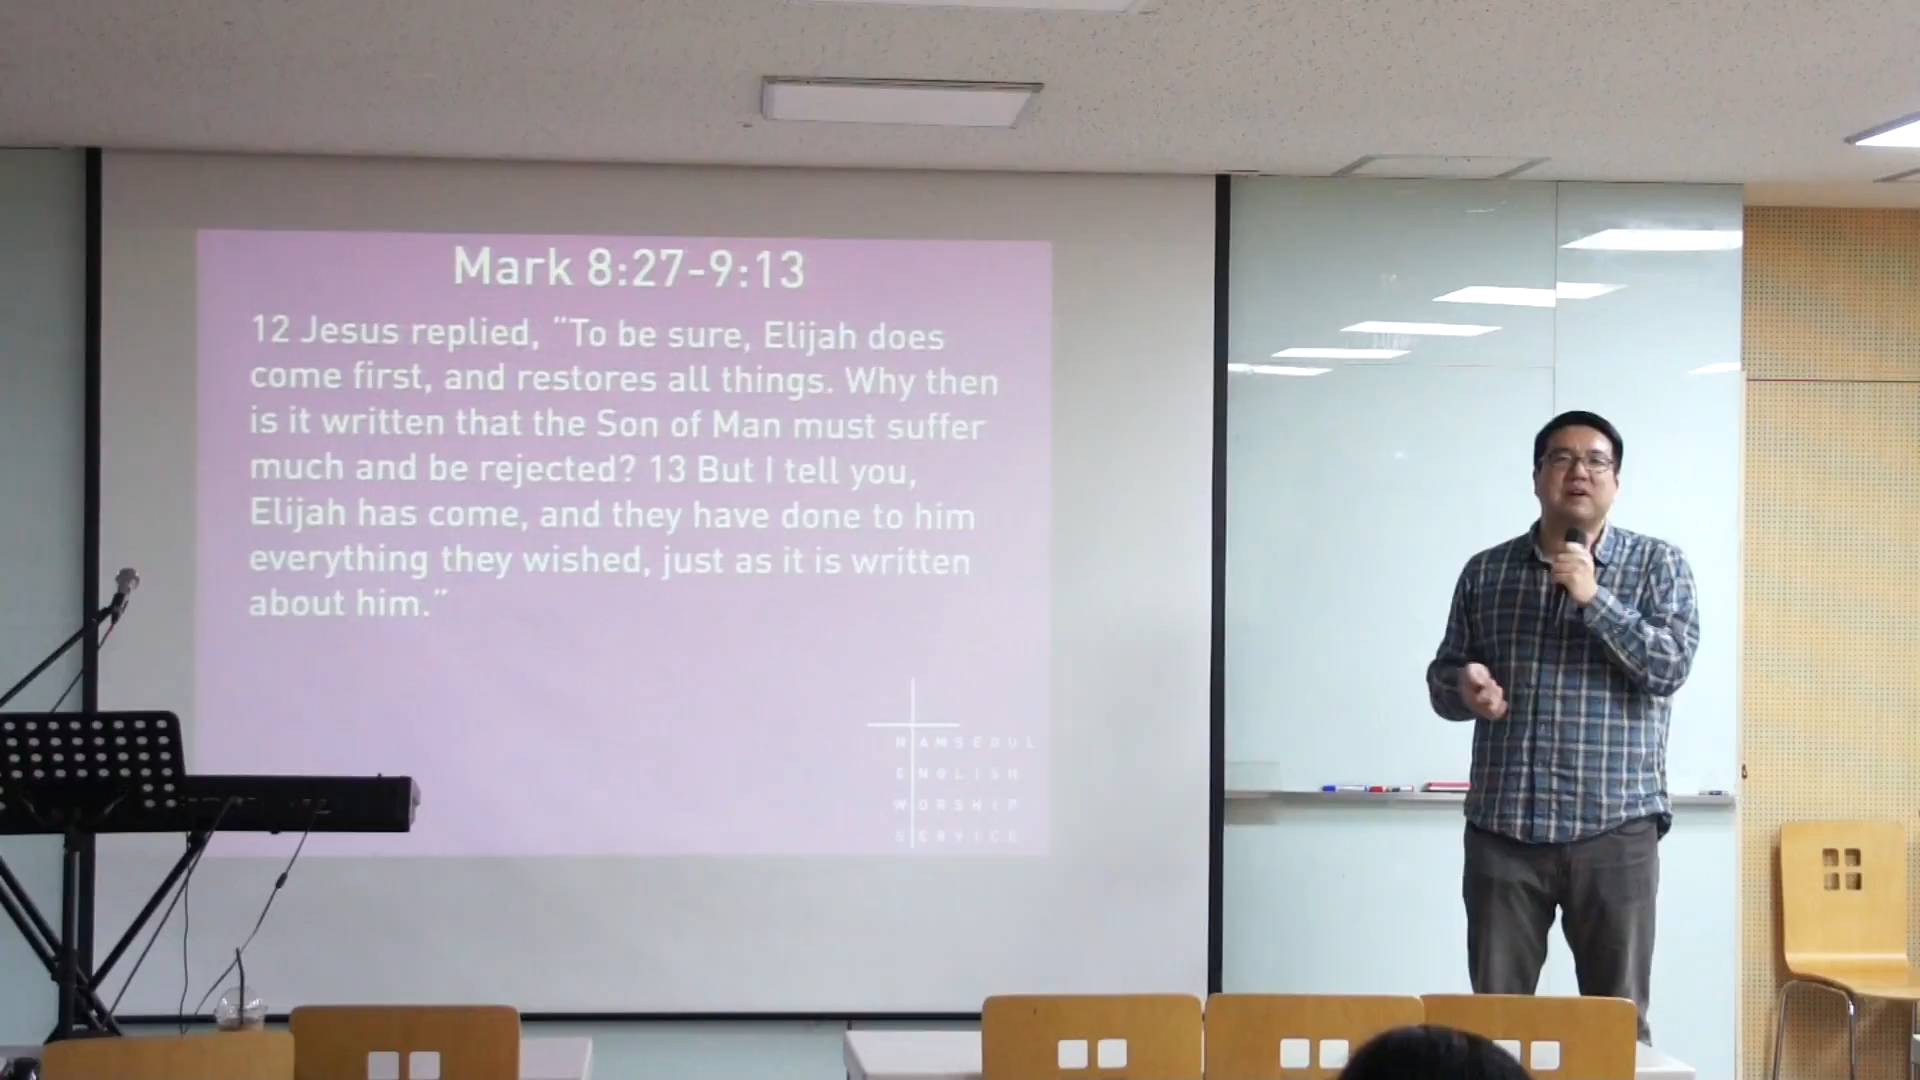 Mark 8:27-9:13
12 Jesus replied, "To be sure, Elijah does
come first, and restores all things. Why then
is it written that the Son of Man must suffer
much and be rejected? 13 But I tell you,
Elijah has come, and they have done to him
everything they wished, just as it is written
about him."
NAMSEOUL
ENGLISH
WORSHIP
SERVICE